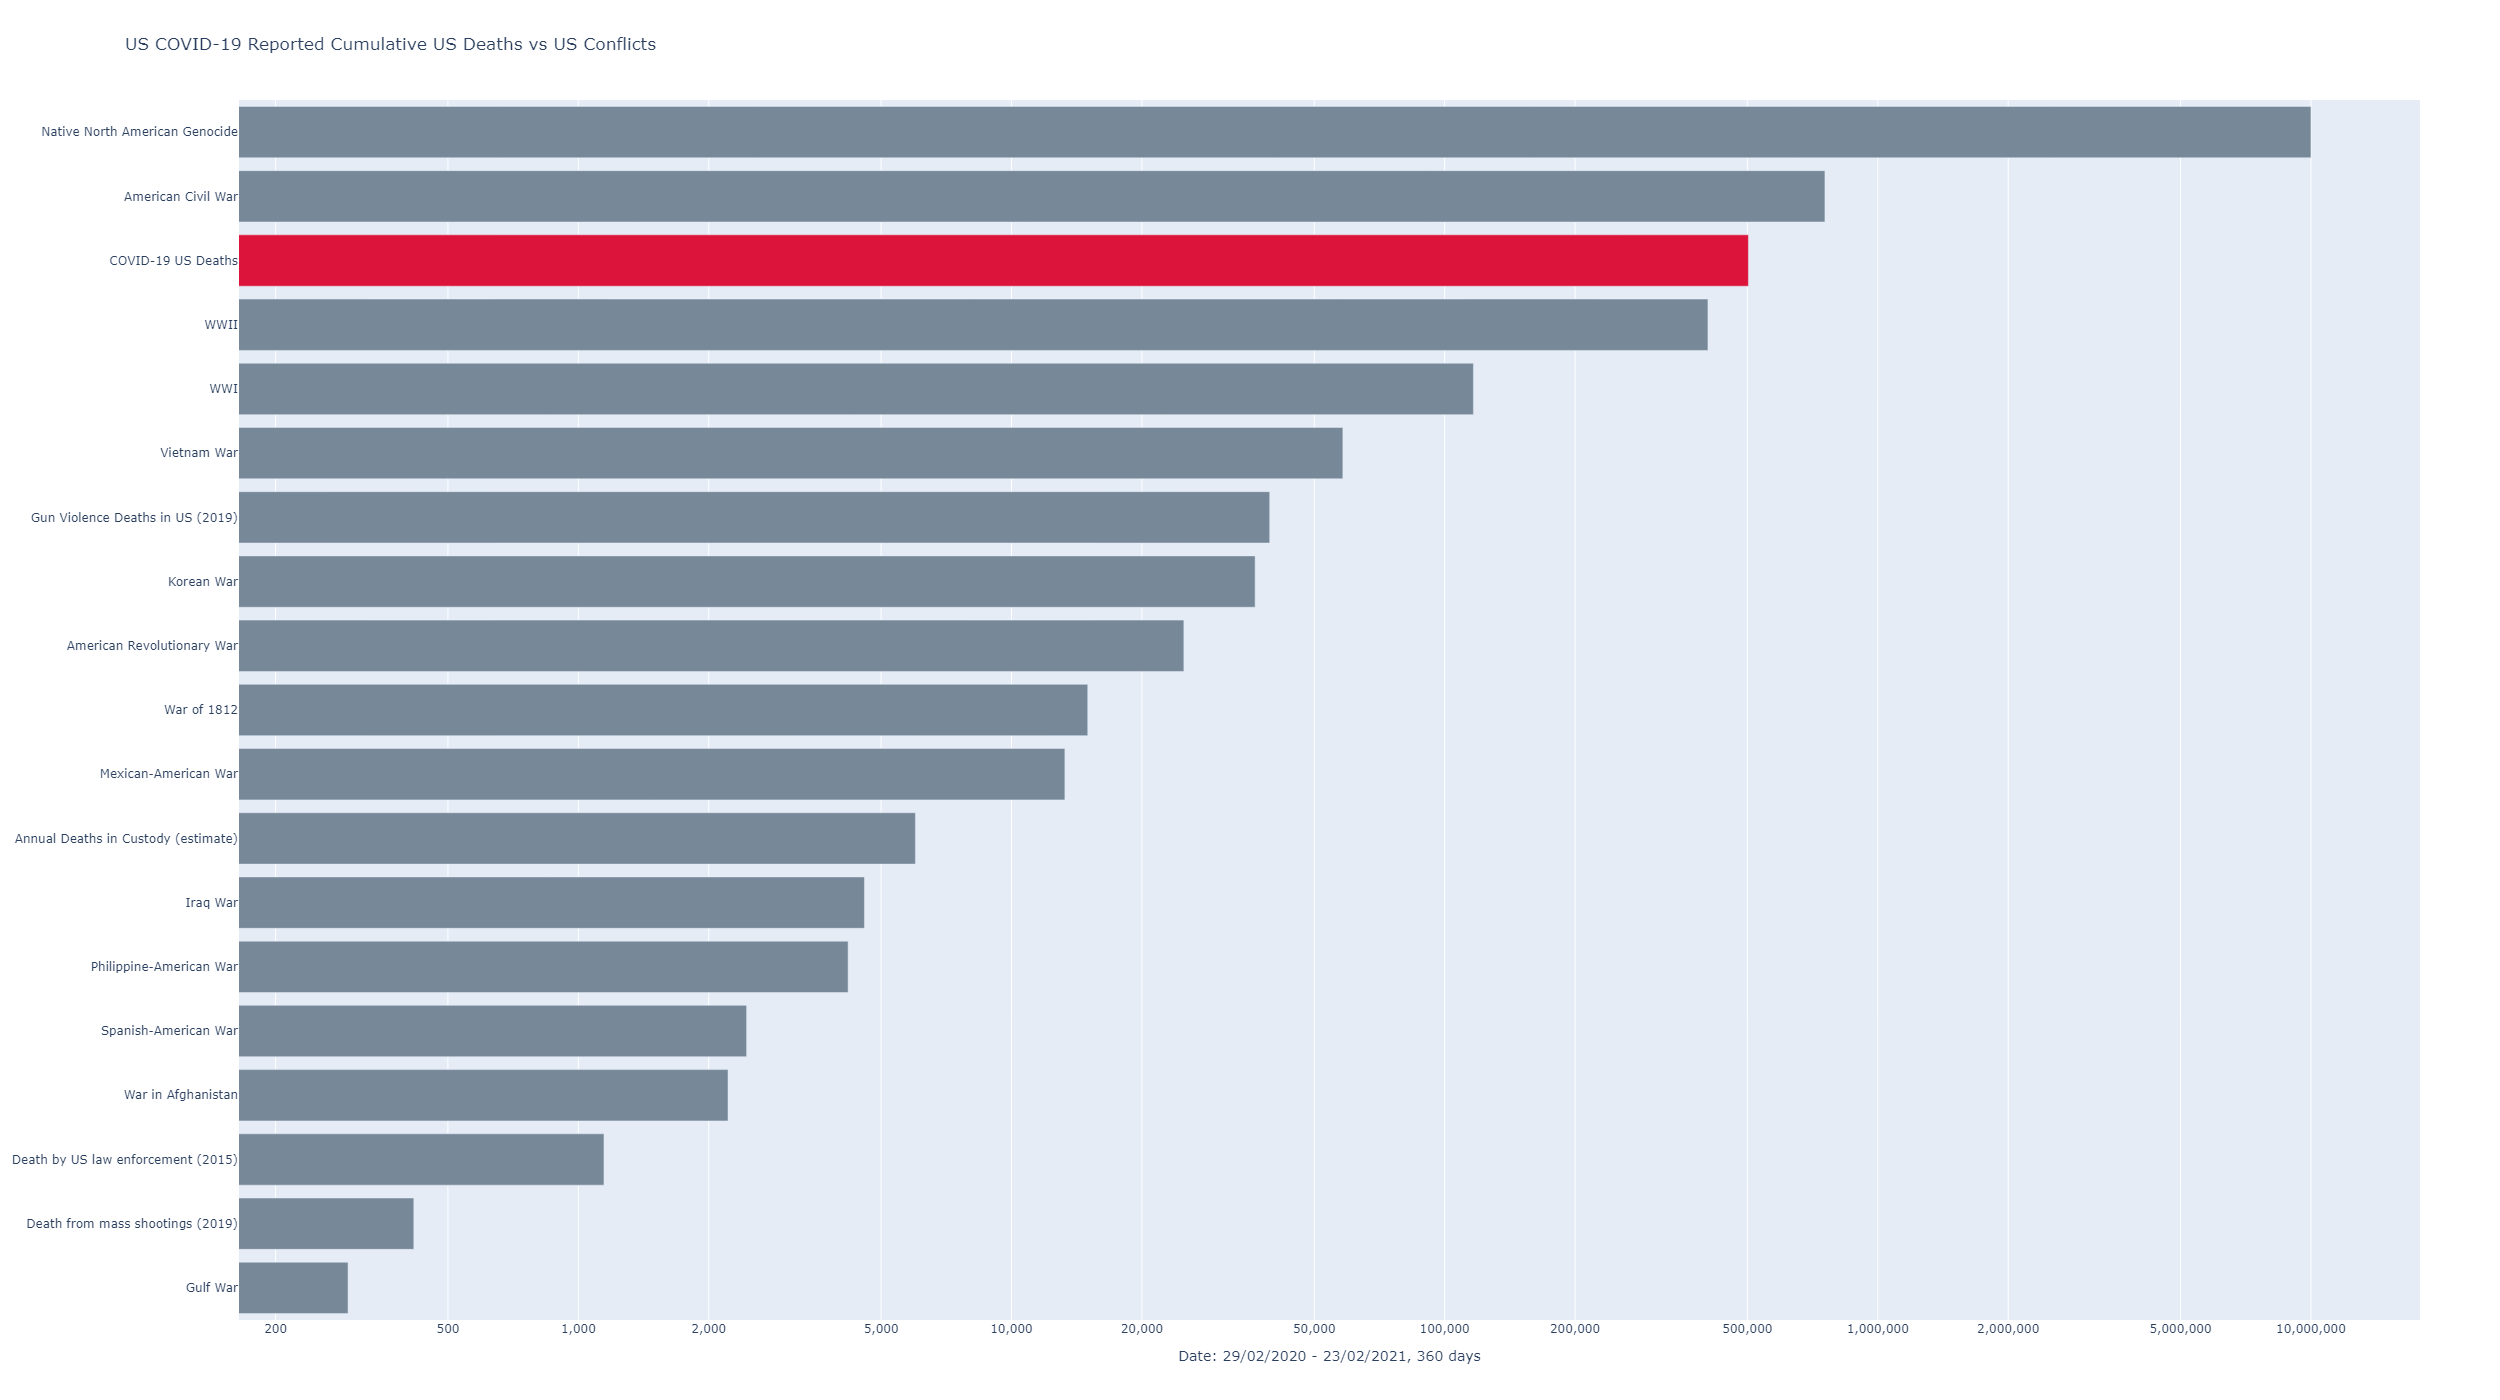 US COVID-19 Reported Cumulative US Deaths vs US Conflicts
Native North American Genocide
American Civil War
COVID-19 US Deaths
WWII
WWI
Vietnam War
Gun Violence Deaths in US (2019)
Korean War
American Revolutionary War
War of 1812
Mexican-American War
Annual Deaths in Custody (estimate)
Iraq War
Philippine-American War
Spanish-American War
War in Afghanistan
Death by US law enforcement (2015)
Death from mass shootings (2019)
Gulf War
200 500 1,000 2,000 5,000 10,000 20,000 50,000 100,000 200,000 500,000 1,000,000 2,000,000 5,000,000 10,000,000
Date: 29/02/2020 - 23/02/2021, 360 days